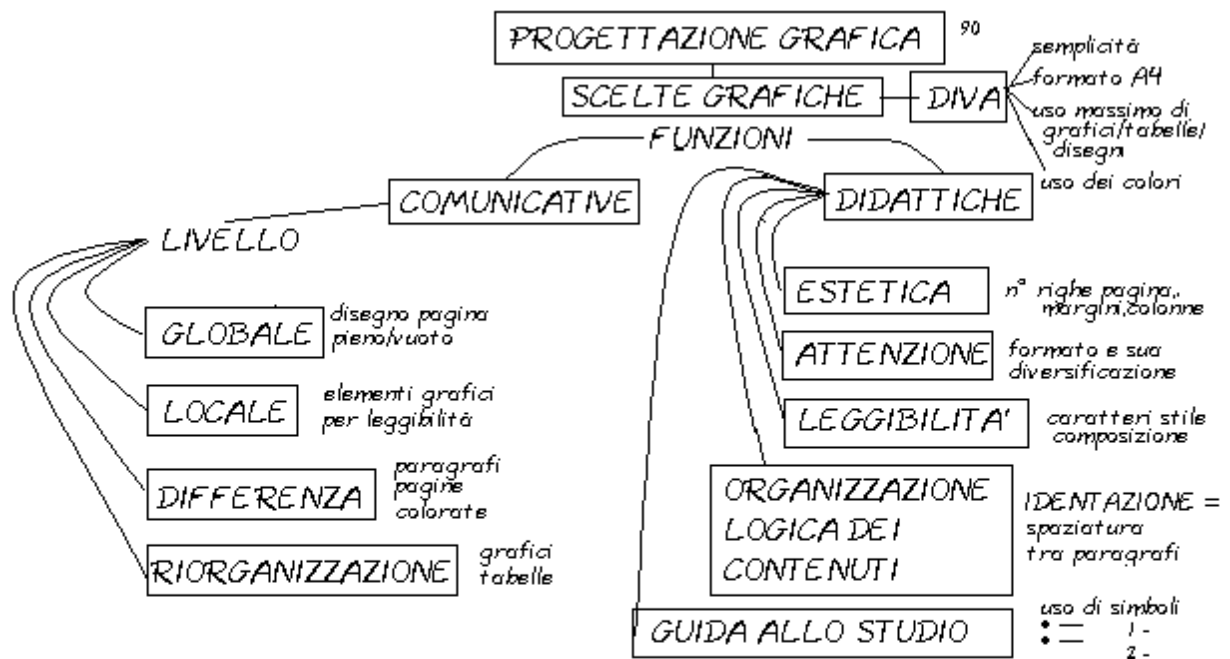 PROGETTAZIONE GRAFICA 90
SCELTE GRAFICHE
DIVA
semplicità
formato A4
uso massimo di
grafici/tabelle/
disegni
uso dei colori
FUNZIONI
COMUNICATIVE
DIDATTICHE
LIVELLO
GLOBALE
disegno pagina
pieno/vuoto
LOCALE
elementi grafici
per leggibilità
DIFFERENZA
paragrafi
pagine
colorate
RIORGANIZZAZIONE
grafici
tabelle
ESTETICA
n° righe pagina,
margini,colonne
ATTENZIONE
formato e sua
diversificazione
LEGGIBILITA'
caratteri stile
composizione
ORGANIZZAZIONE
LOGICA DEI
CONTENUTI
IDENTAZIONE =
spaziatura
tra paragrafi
GUIDA ALLO STUDIO
uso di simboli
• — 1 -
• — 2 -